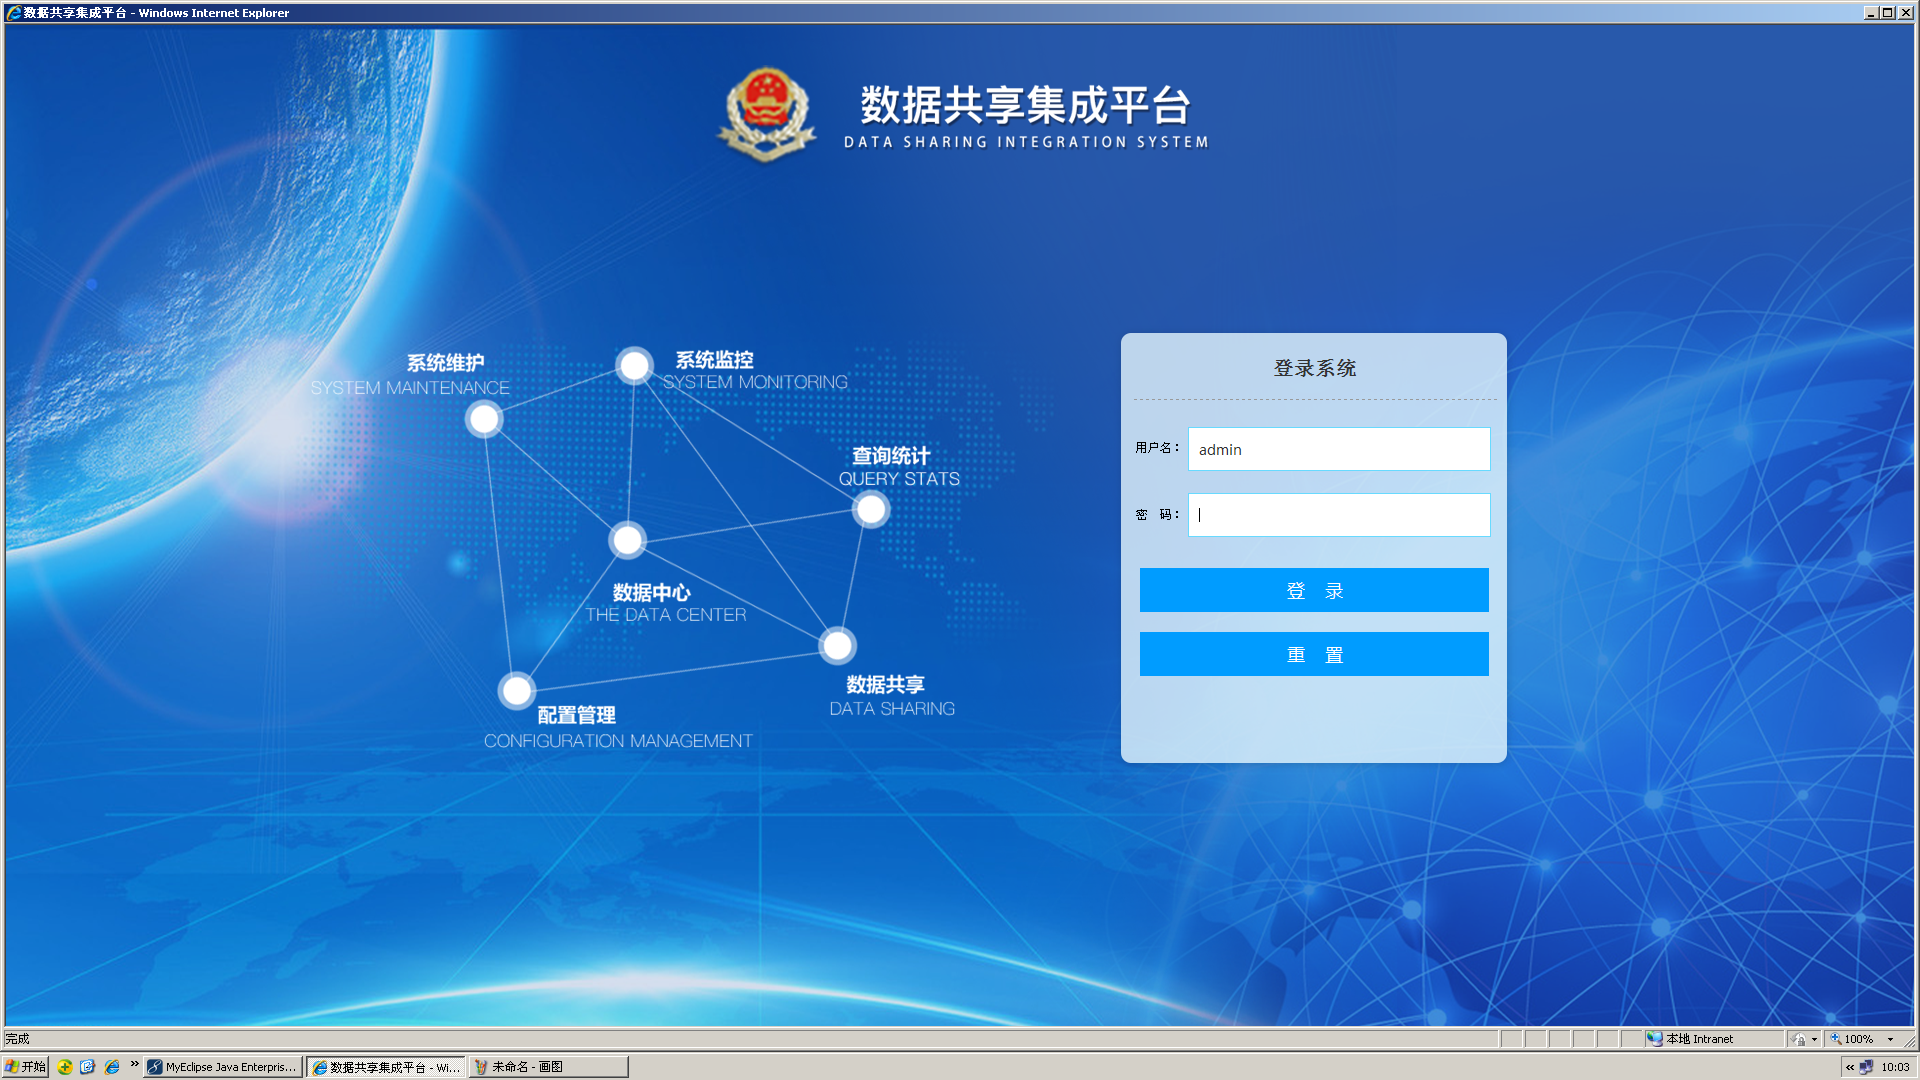 数据共享集成平台 - Windows Internet Explorer
数据共享集成平台
DATA SHARING INTEGRATION SYSTEM
系统维护
SYSTEM MAINTENANCE
系统监控
SYSTEM MONITORING
查询统计
QUERY STATS
数据中心
THE DATA CENTER
数据共享
DATA SHARING
配置管理
CONFIGURATION MANAGEMENT
登录系统
用户名： admin
密 码：
登 录
重 置
完成
本地 Intranet
100%
开始
MyEclipse Java Enterpris...
数据共享集成平台 - Wi...
未命名 - 画图
10:03